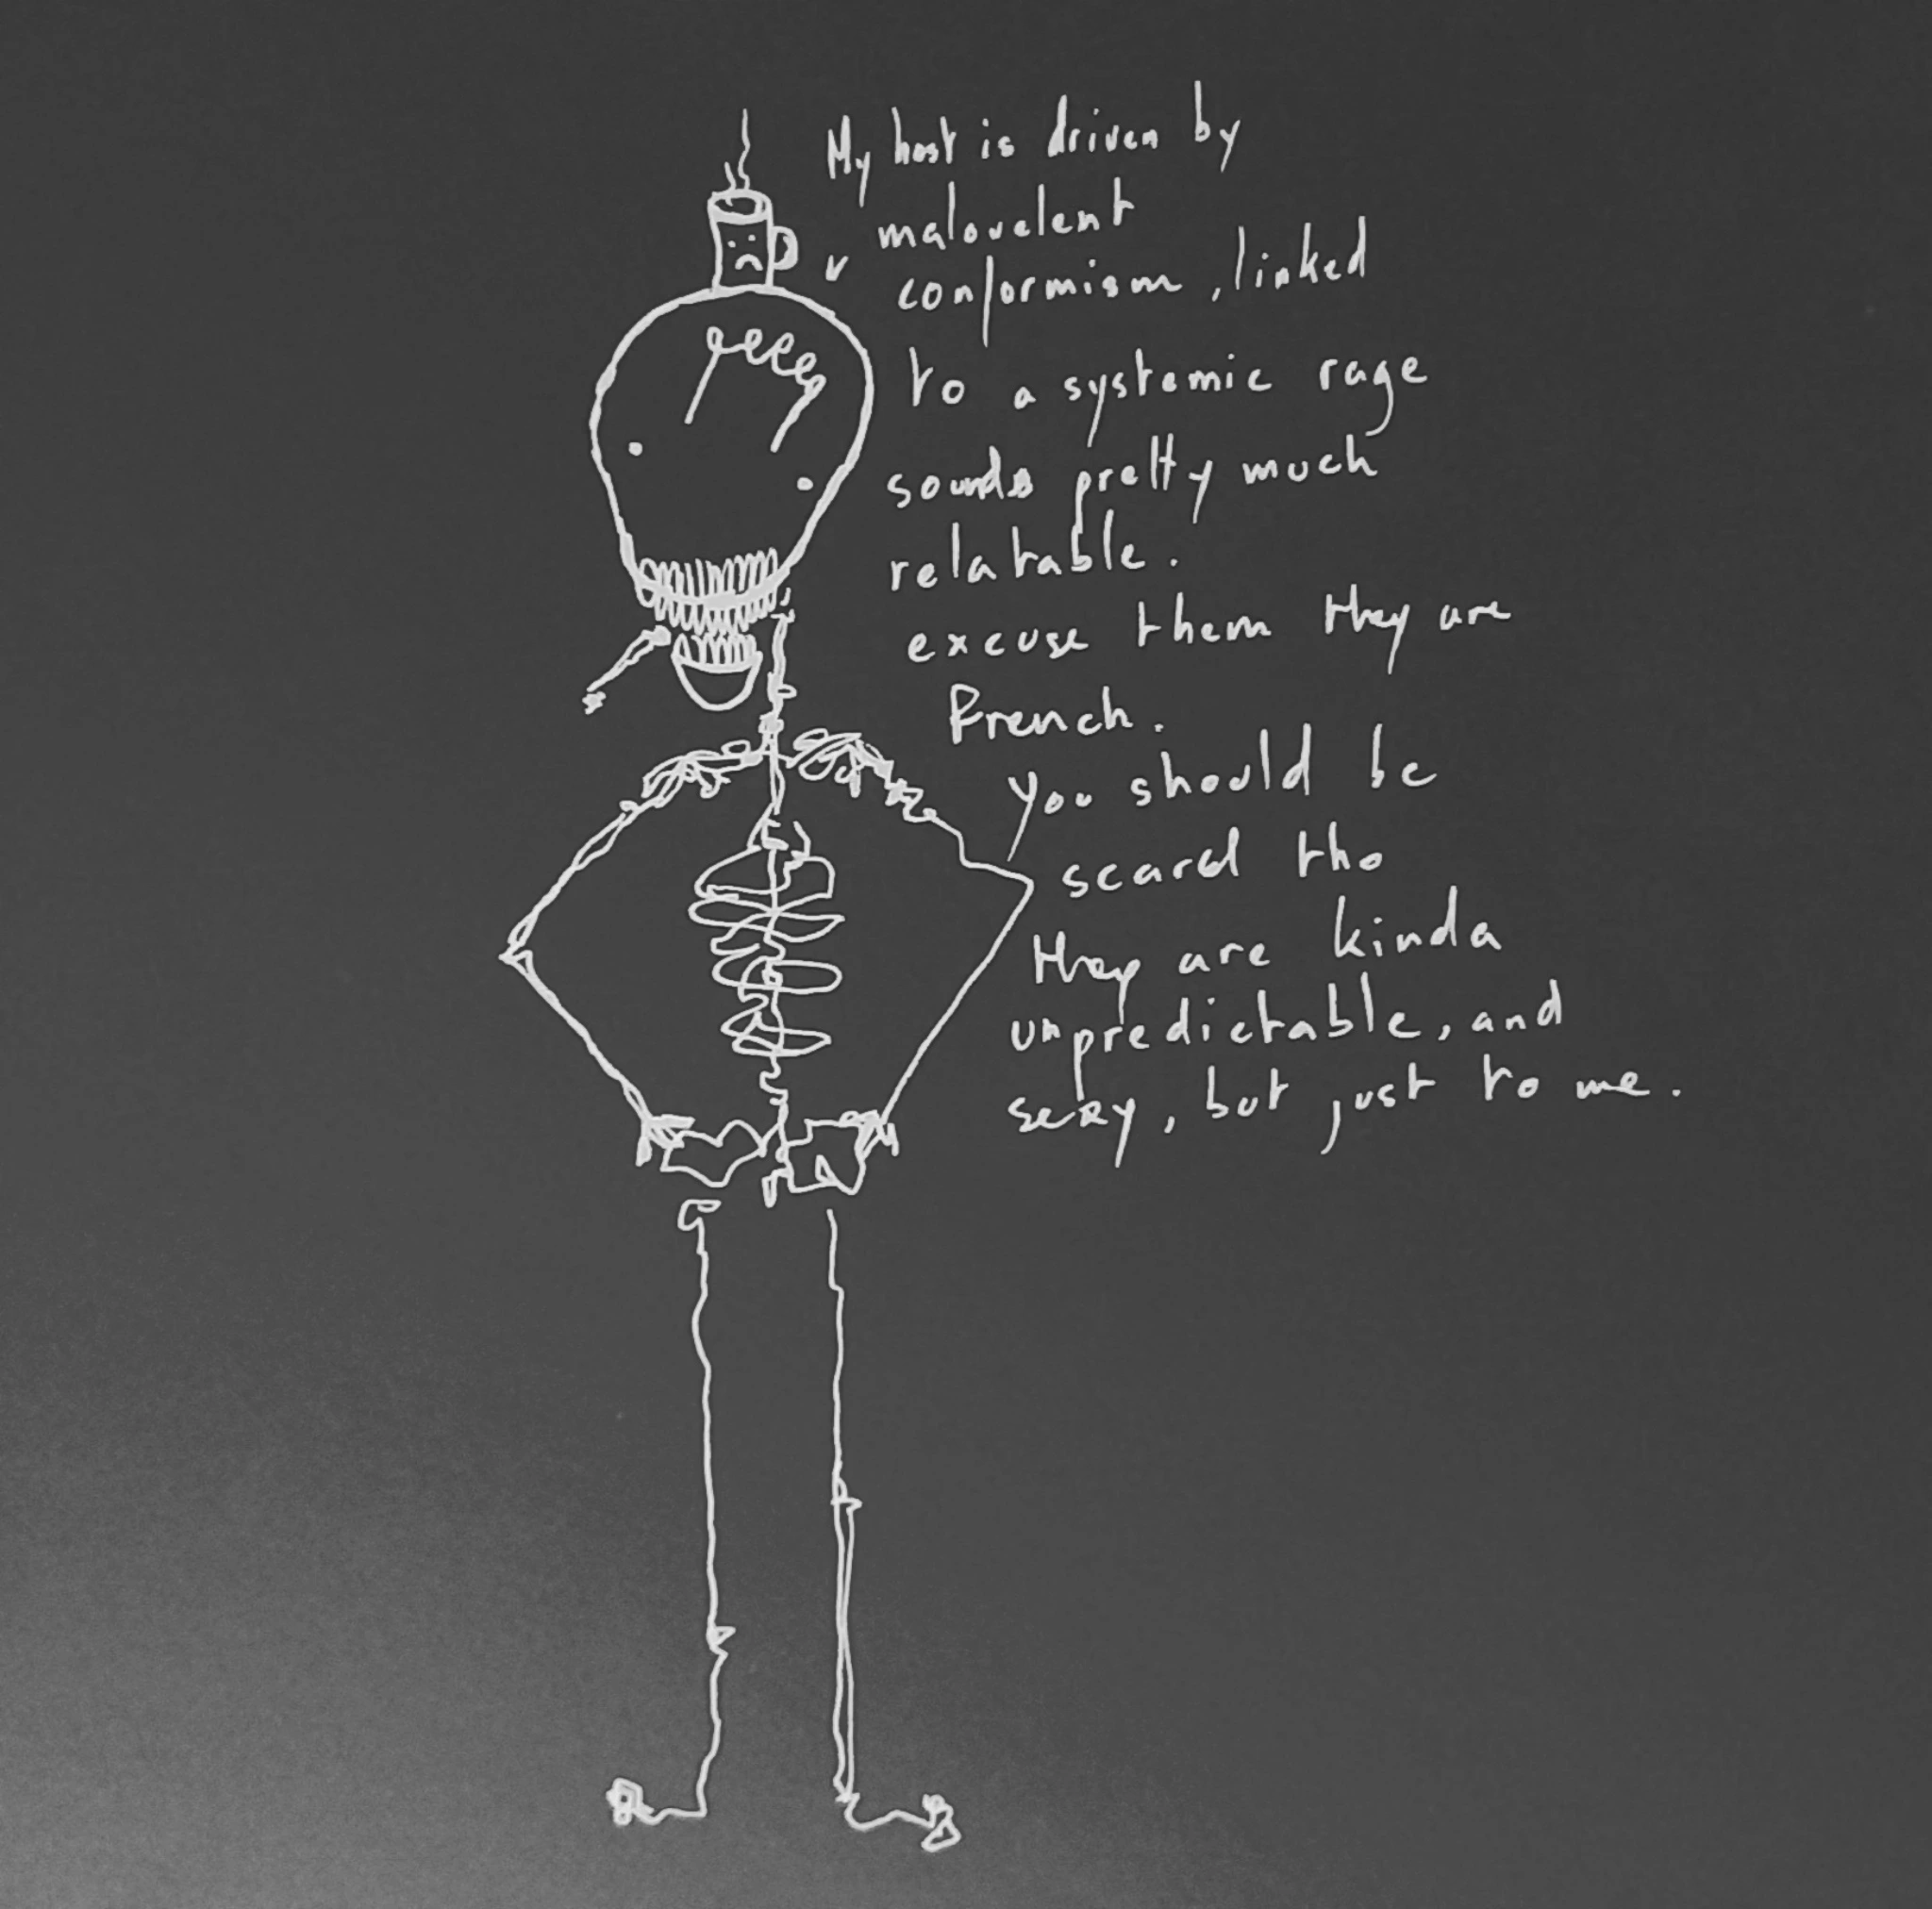 My host is driven by
malovelent
conformism, linked
to a systemic rage
sounds pretty much
relatable.
excuse them they are
French.
you should be
scared tho
they are kinda
unpredictable, and
sexy, but just to me.